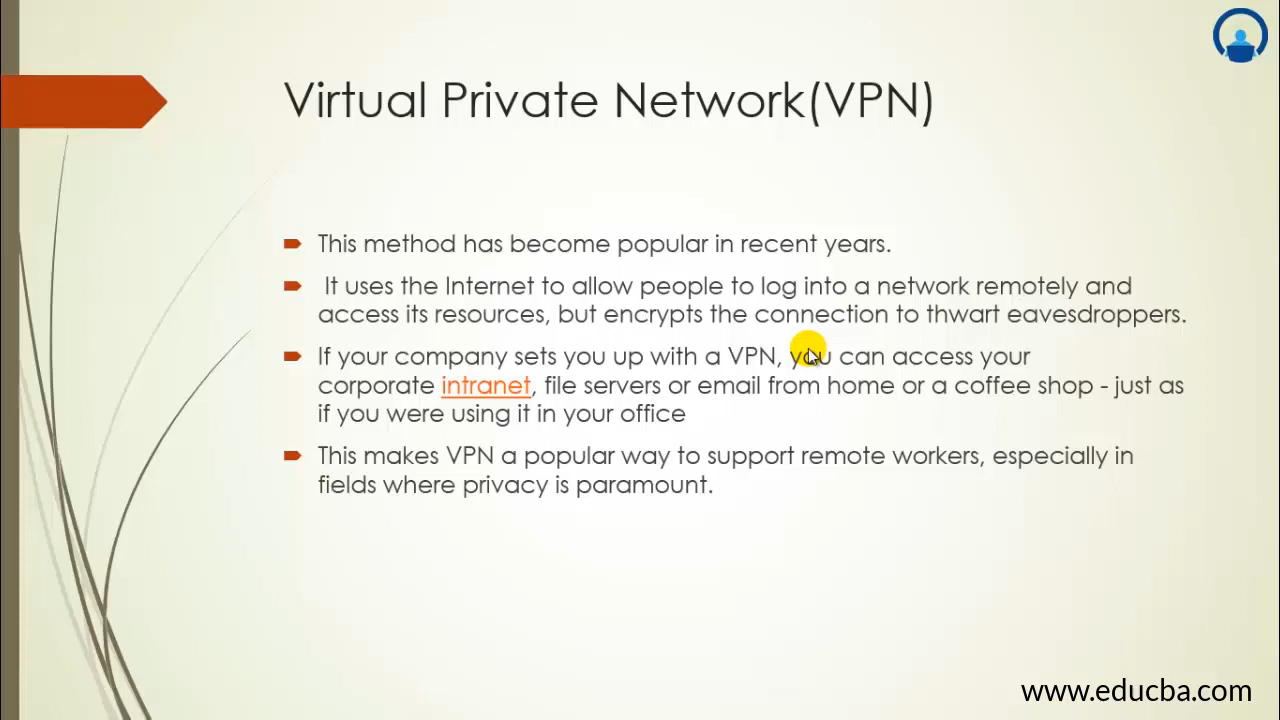 Virtual Private Network(VPN)
This method has become popular in recent years.
It uses the Internet to allow people to log into a network remotely and
access its resources, but encrypts the connection to thwart eavesdroppers.
If your company sets you up with a VPN, you can access your
corporate intranet, file servers or email from home or a coffee shop - just as
if you were using it in your office
This makes VPN a popular way to support remote workers, especially in
fields where privacy is paramount.
www.educba.com